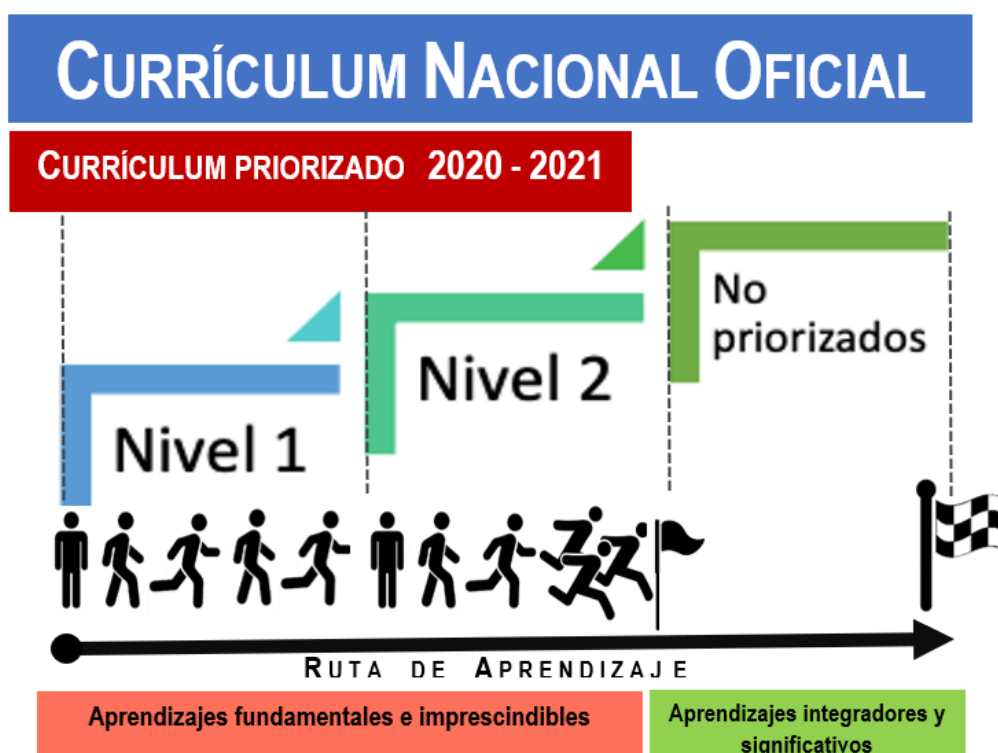 CURRÍCULUM NACIONAL OFICIAL
CURRÍCULUM PRIORIZADO 2020 - 2021
No
priorizados
Nivel 2
Nivel 1
RUTA DE APRENDIZAJE
Aprendizajes fundamentales e imprescindibles
Aprendizajes integradores y
significativos